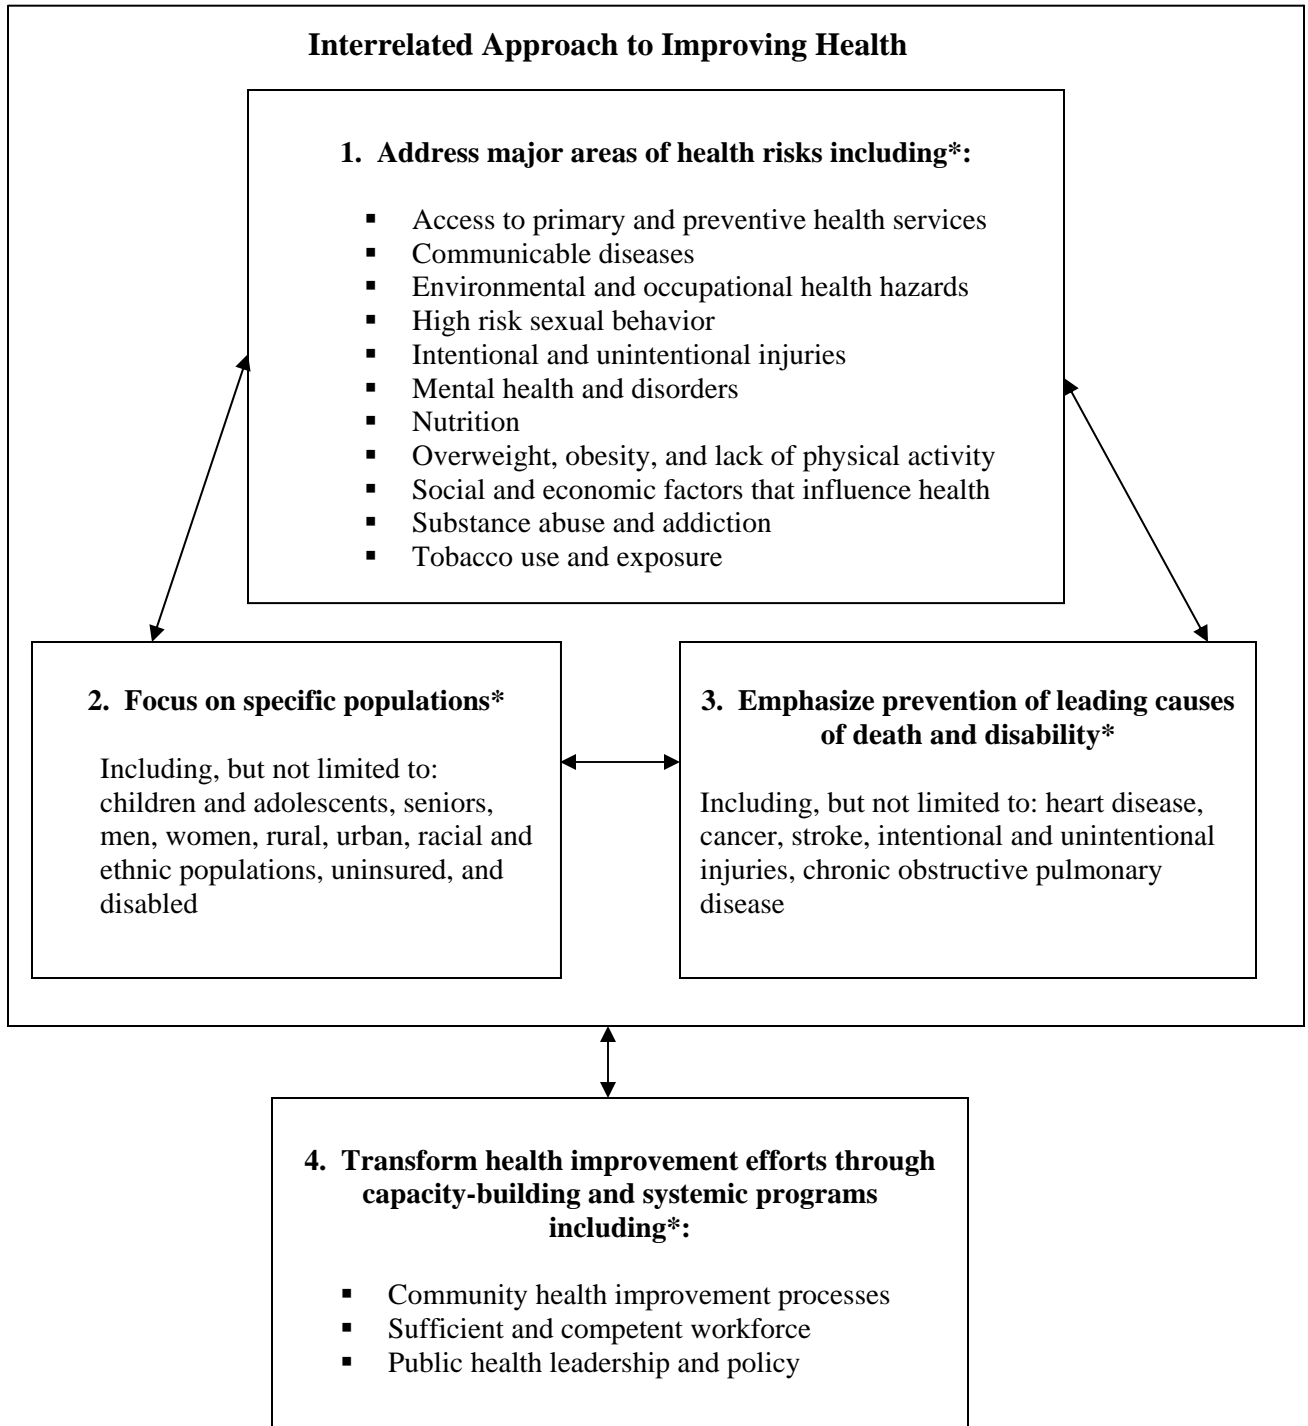 Interrelated Approach to Improving Health
1. Address major areas of health risks including*:
▪ Access to primary and preventive health services
▪ Communicable diseases
▪ Environmental and occupational health hazards
▪ High risk sexual behavior
▪ Intentional and unintentional injuries
▪ Mental health and disorders
▪ Nutrition
▪ Overweight, obesity, and lack of physical activity
▪ Social and economic factors that influence health
▪ Substance abuse and addiction
▪ Tobacco use and exposure
2. Focus on specific populations*
Including, but not limited to:
children and adolescents, seniors,
men, women, rural, urban, racial and
ethnic populations, uninsured, and
disabled
3. Emphasize prevention of leading causes
of death and disability*
Including, but not limited to: heart disease,
cancer, stroke, intentional and unintentional
injuries, chronic obstructive pulmonary
disease
4. Transform health improvement efforts through
capacity-building and systemic programs
including*:
▪ Community health improvement processes
▪ Sufficient and competent workforce
▪ Public health leadership and policy